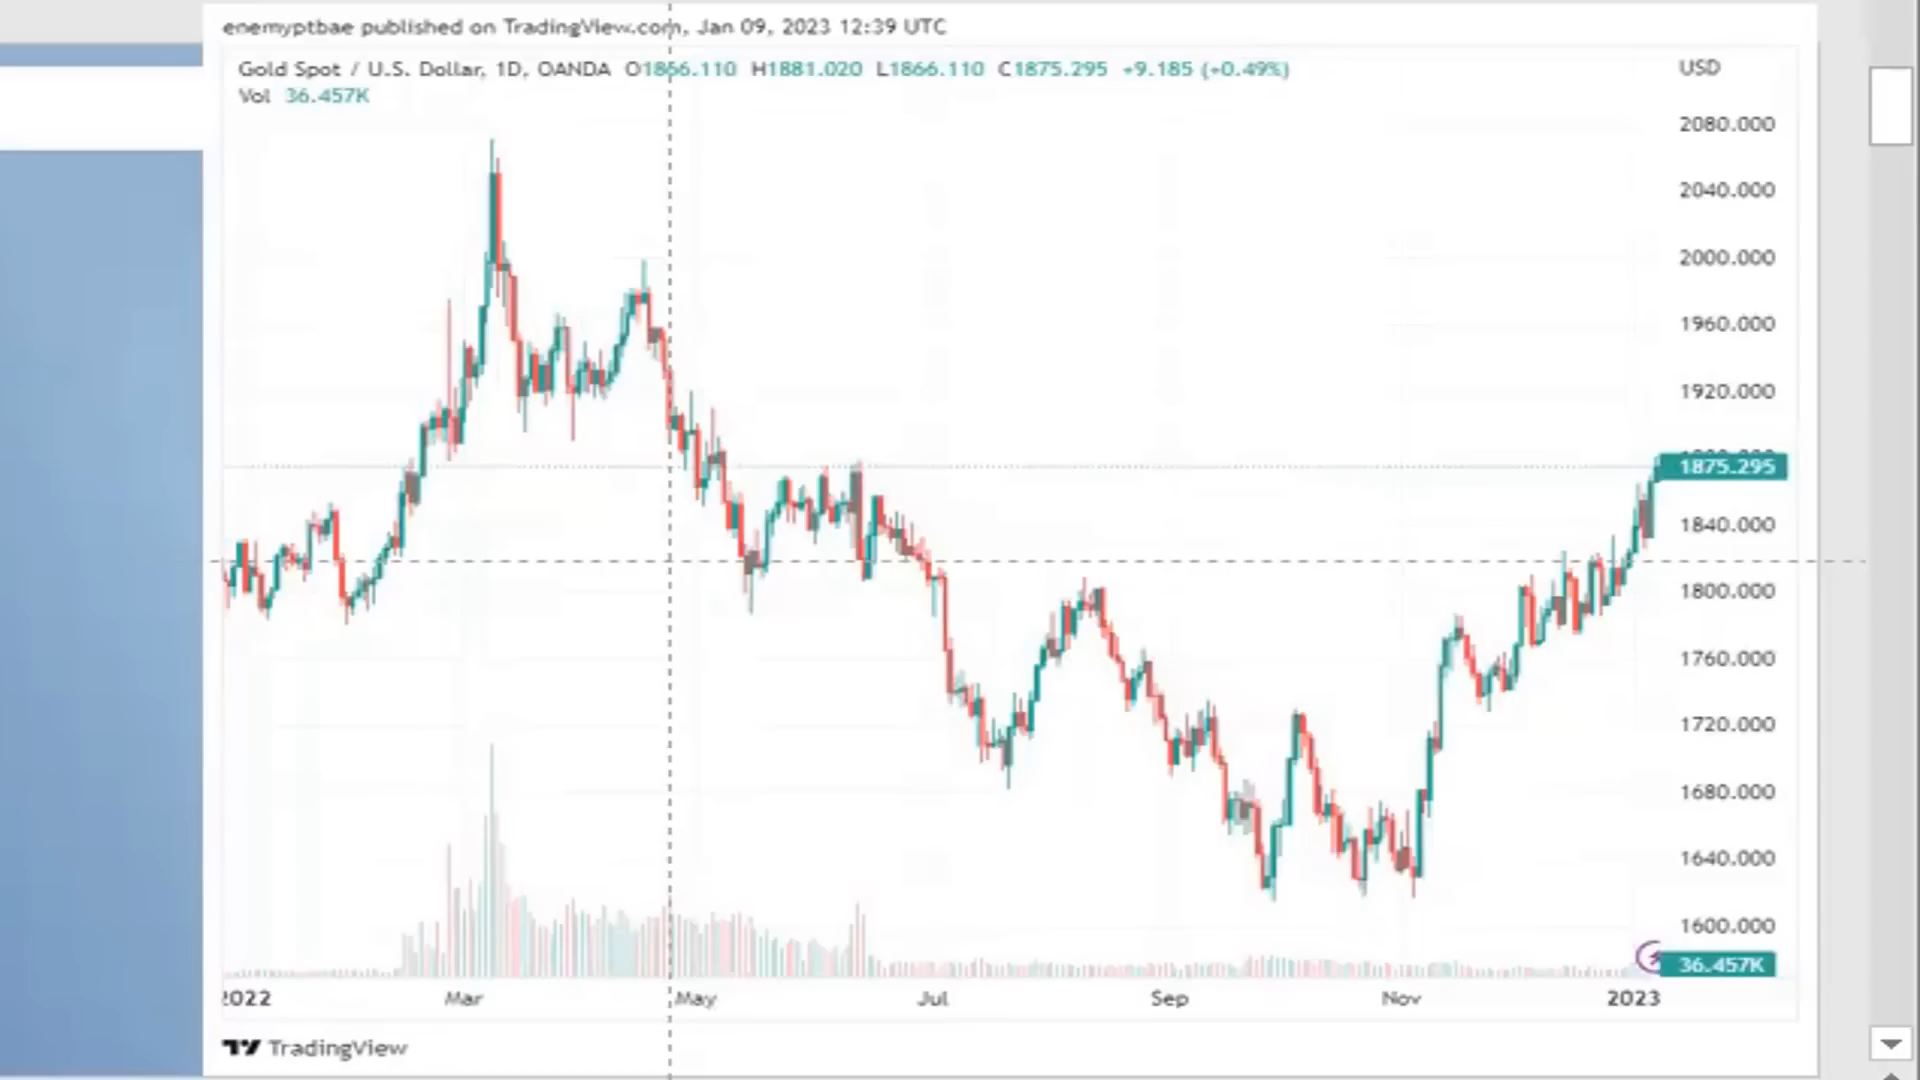 enemyptbae published on TradingView.com, Jan 09, 2023 12:39 UTC
Gold Spot / U.S. Dollar, 1D, OANDA O1866.110 H1881.020 L1866.110 C1875.295 +9.185 (+0.49%)
USD
Vol 36.457K
2080.000
2040.000
2000.000
1960.000
1920.000
1875.295
1840.000
1800.000
1760.000
1720.000
1680.000
1640.000
1600.000
36.457K
2022 Mar May Jul Sep Nov 2023
TradingView